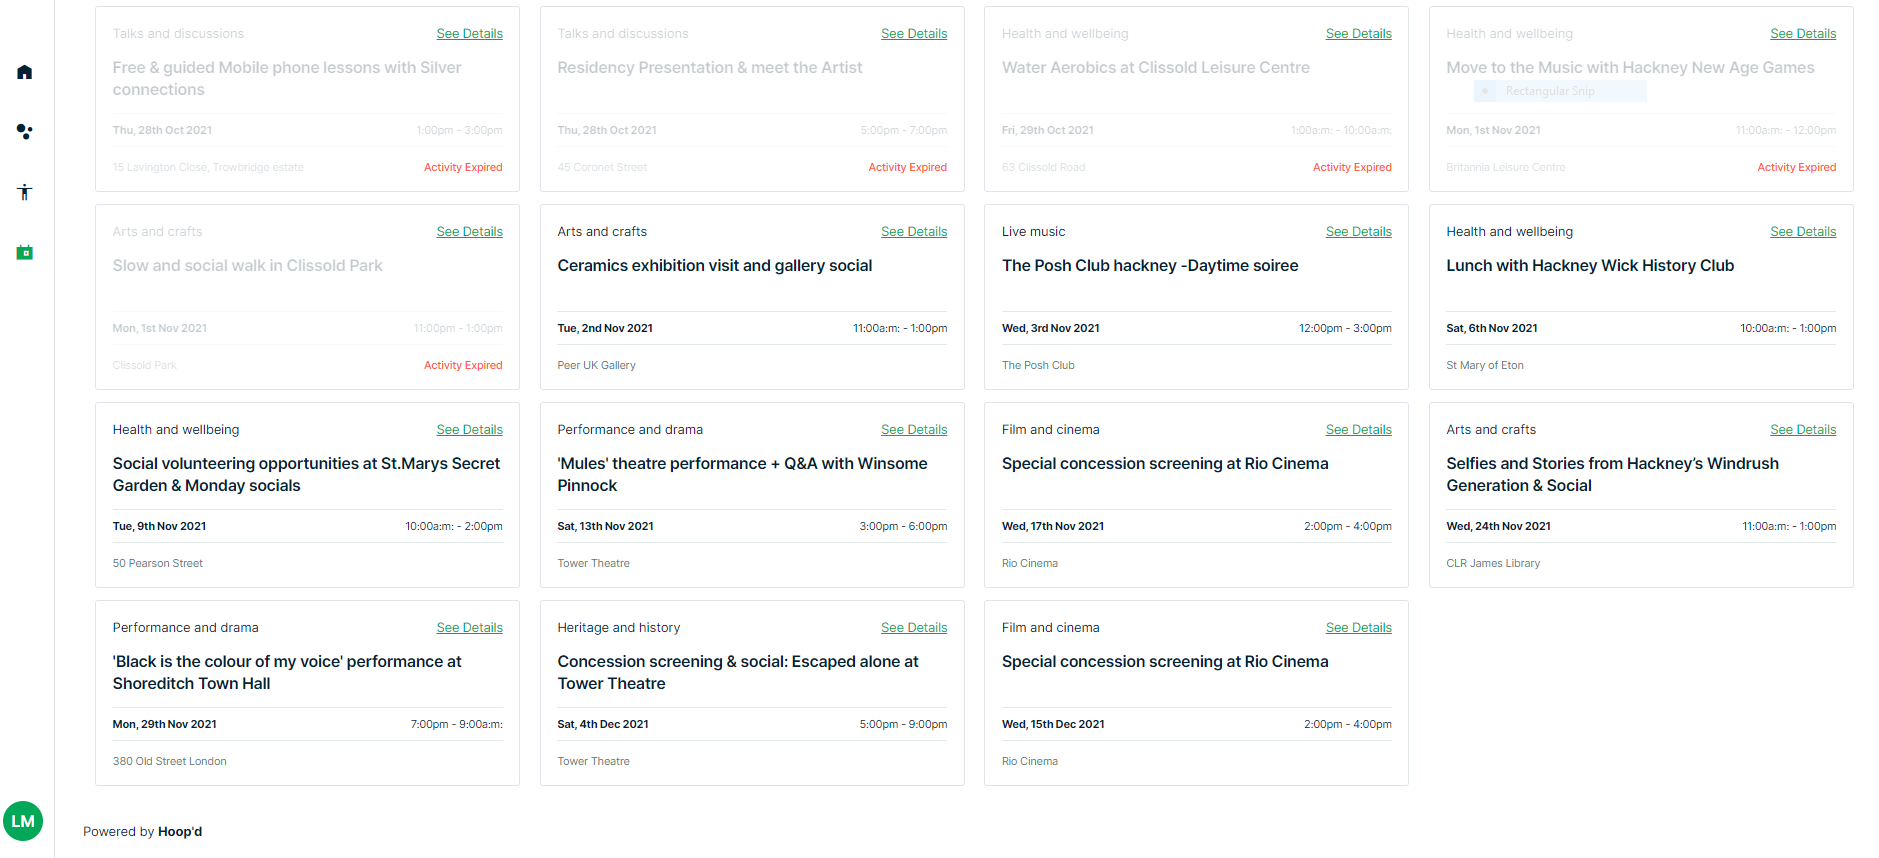 Talks and discussions See Details
Free & guided Mobile phone lessons with Silver
connections
Thu, 28th Oct 2021 1:00pm - 3:00pm
15 Lavington Close, Trowbridge estate Activity Expired
Talks and discussions See Details
Residency Presentation & meet the Artist
Thu, 28th Oct 2021 5:00pm - 7:00pm
45 Coronet Street Activity Expired
Health and wellbeing See Details
Water Aerobics at Clissold Leisure Centre
Fri, 29th Oct 2021 1:00a:m: - 10:00a:m:
63 Clissold Road Activity Expired
Health and wellbeing See Details
Move to the Music with Hackney New Age Games
Rectangular Snip
Mon, 1st Nov 2021 11:00a:m: - 12:00pm
Britannia Leisure Centre Activity Expired
Arts and crafts See Details
Slow and social walk in Clissold Park
Mon, 1st Nov 2021 11:00pm - 1:00pm
Clissold Park Activity Expired
Arts and crafts See Details
Ceramics exhibition visit and gallery social
Tue, 2nd Nov 2021 11:00a:m: - 1:00pm
Peer UK Gallery
Live music See Details
The Posh Club hackney -Daytime soiree
Wed, 3rd Nov 2021 12:00pm - 3:00pm
The Posh Club
Health and wellbeing See Details
Lunch with Hackney Wick History Club
Sat, 6th Nov 2021 10:00a:m: - 1:00pm
St Mary of Eton
Health and wellbeing See Details
Social volunteering opportunities at St.Marys Secret
Garden & Monday socials
Tue, 9th Nov 2021 10:00a:m: - 2:00pm
50 Pearson Street
Performance and drama See Details
'Mules' theatre performance + Q&A with Winsome
Pinnock
Sat, 13th Nov 2021 3:00pm - 6:00pm
Tower Theatre
Film and cinema See Details
Special concession screening at Rio Cinema
Wed, 17th Nov 2021 2:00pm - 4:00pm
Rio Cinema
Arts and crafts See Details
Selfies and Stories from Hackney’s Windrush
Generation & Social
Wed, 24th Nov 2021 11:00a:m: - 1:00pm
CLR James Library
Performance and drama See Details
'Black is the colour of my voice' performance at
Shoreditch Town Hall
Mon, 29th Nov 2021 7:00pm - 9:00a:m:
380 Old Street London
Heritage and history See Details
Concession screening & social: Escaped alone at
Tower Theatre
Sat, 4th Dec 2021 5:00pm - 9:00pm
Tower Theatre
Film and cinema See Details
Special concession screening at Rio Cinema
Wed, 15th Dec 2021 2:00pm - 4:00pm
Rio Cinema
LM
Powered by Hoop'd